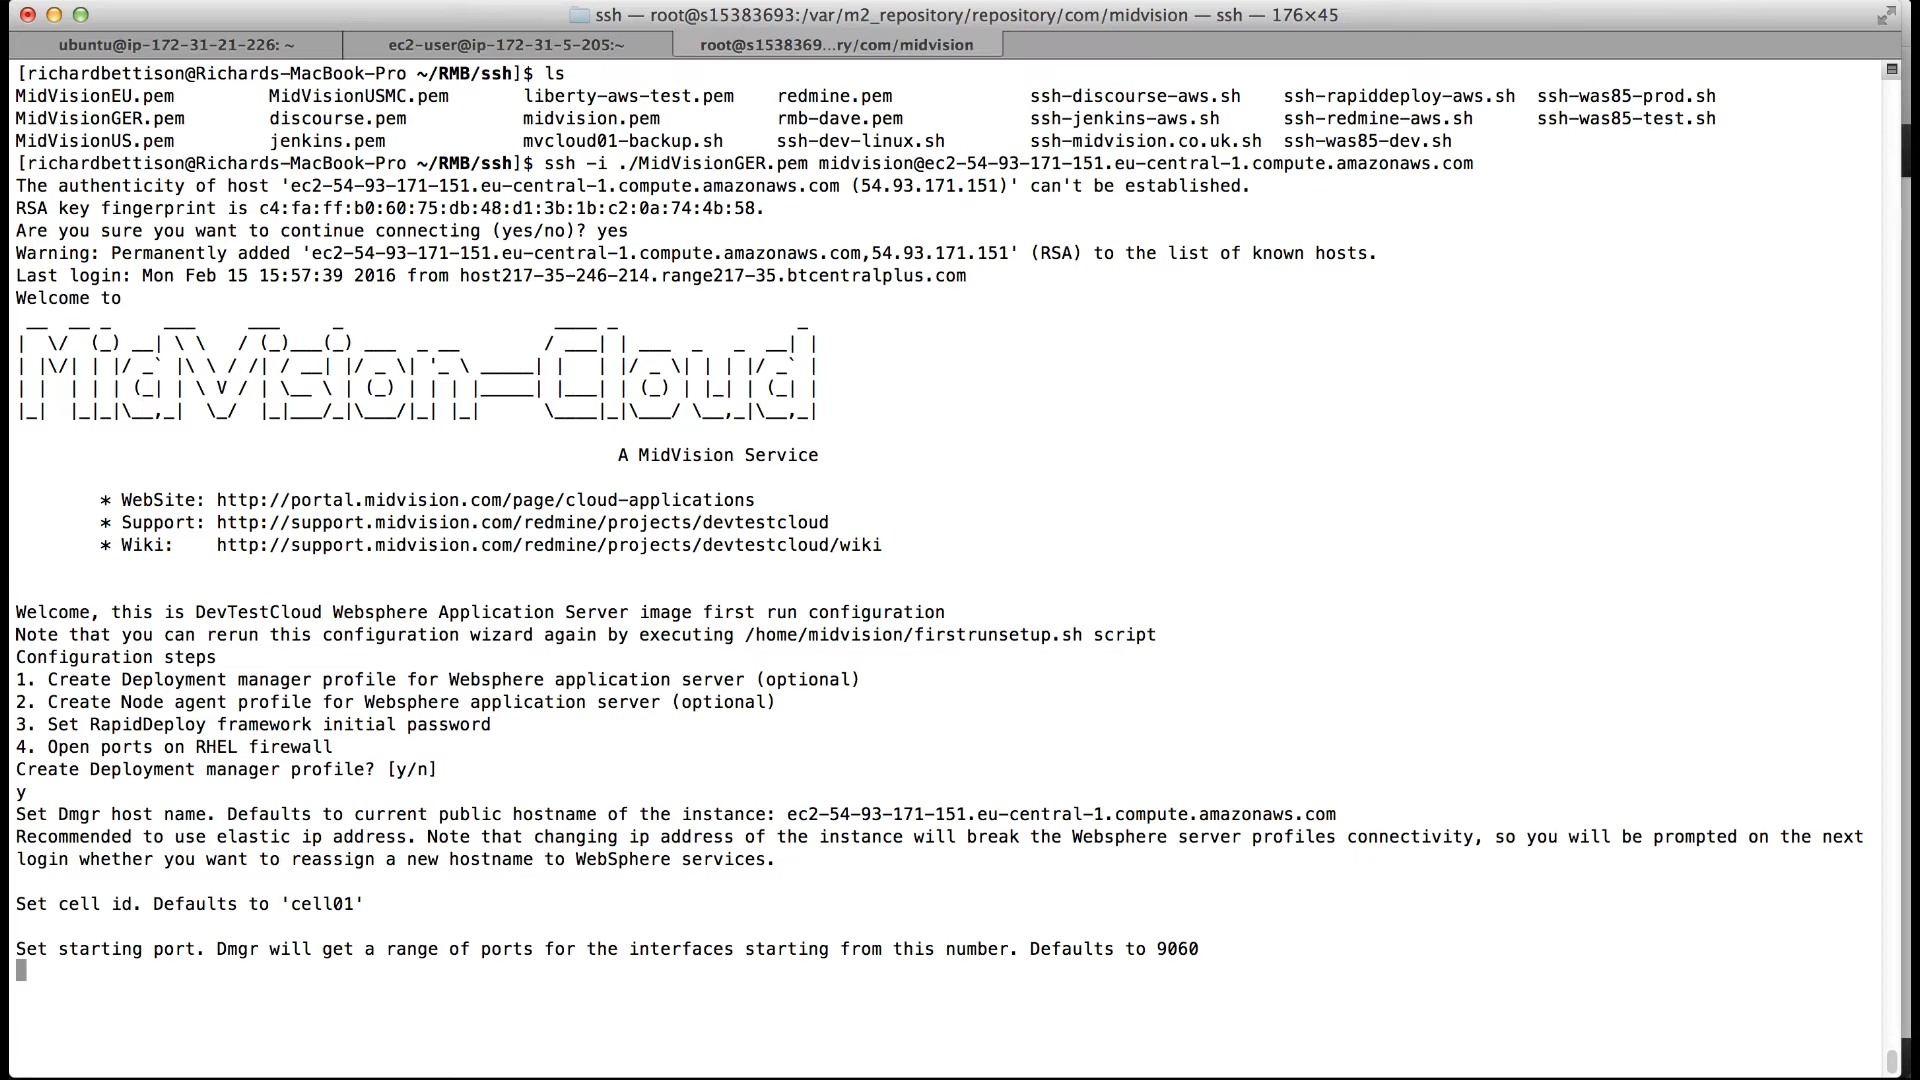 ssh — root@s15383693:/var/m2_repository/repository/com/midvision — ssh — 176×45
ubuntu@ip-172-31-21-226: ~ ec2-user@ip-172-31-5-205:~ root@s1538369...ry/com/midvision
[richardbettison@Richards-MacBook-Pro ~/RMB/ssh]$ ls
MidVisionEU.pem MidVisionUSMC.pem liberty-aws-test.pem redmine.pem ssh-discourse-aws.sh ssh-rapiddeploy-aws.sh ssh-was85-prod.sh
MidVisionGER.pem discourse.pem midvision.pem rmb-dave.pem ssh-jenkins-aws.sh ssh-redmine-aws.sh ssh-was85-test.sh
MidVisionUS.pem jenkins.pem mvcloud01-backup.sh ssh-dev-linux.sh ssh-midvision.co.uk.sh ssh-was85-dev.sh
[richardbettison@Richards-MacBook-Pro ~/RMB/ssh]$ ssh -i ./MidVisionGER.pem midvision@ec2-54-93-171-151.eu-central-1.compute.amazonaws.com
The authenticity of host 'ec2-54-93-171-151.eu-central-1.compute.amazonaws.com (54.93.171.151)' can't be established.
RSA key fingerprint is c4:fa:ff:b0:60:75:db:48:d1:3b:1b:c2:0a:74:4b:58.
Are you sure you want to continue connecting (yes/no)? yes
Warning: Permanently added 'ec2-54-93-171-151.eu-central-1.compute.amazonaws.com,54.93.171.151' (RSA) to the list of known hosts.
Last login: Mon Feb 15 15:57:39 2016 from host217-35-246-214.range217-35.btcentralplus.com
Welcome to
MidVision-Cloud
A MidVision Service
* WebSite: http://portal.midvision.com/page/cloud-applications
* Support: http://support.midvision.com/redmine/projects/devtestcloud
* Wiki: http://support.midvision.com/redmine/projects/devtestcloud/wiki
Welcome, this is DevTestCloud Websphere Application Server image first run configuration
Note that you can rerun this configuration wizard again by executing /home/midvision/firstrunsetup.sh script
Configuration steps
1. Create Deployment manager profile for Websphere application server (optional)
2. Create Node agent profile for Websphere application server (optional)
3. Set RapidDeploy framework initial password
4. Open ports on RHEL firewall
Create Deployment manager profile? [y/n]
y
Set Dmgr host name. Defaults to current public hostname of the instance: ec2-54-93-171-151.eu-central-1.compute.amazonaws.com
Recommended to use elastic ip address. Note that changing ip address of the instance will break the Websphere server profiles connectivity, so you will be prompted on the next
login whether you want to reassign a new hostname to WebSphere services.
Set cell id. Defaults to 'cell01'
Set starting port. Dmgr will get a range of ports for the interfaces starting from this number. Defaults to 9060